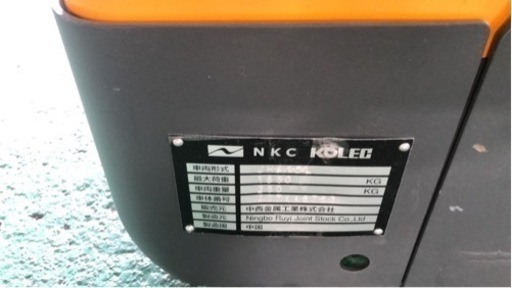 NKC KOLEC
車両形式
最大荷重 KG
車両重量 KG
車体番号
販売元 中西金属工業株式会社
製造元 Ningbo Ruyi Joint Stock Co.,Ltd
製造国 中国